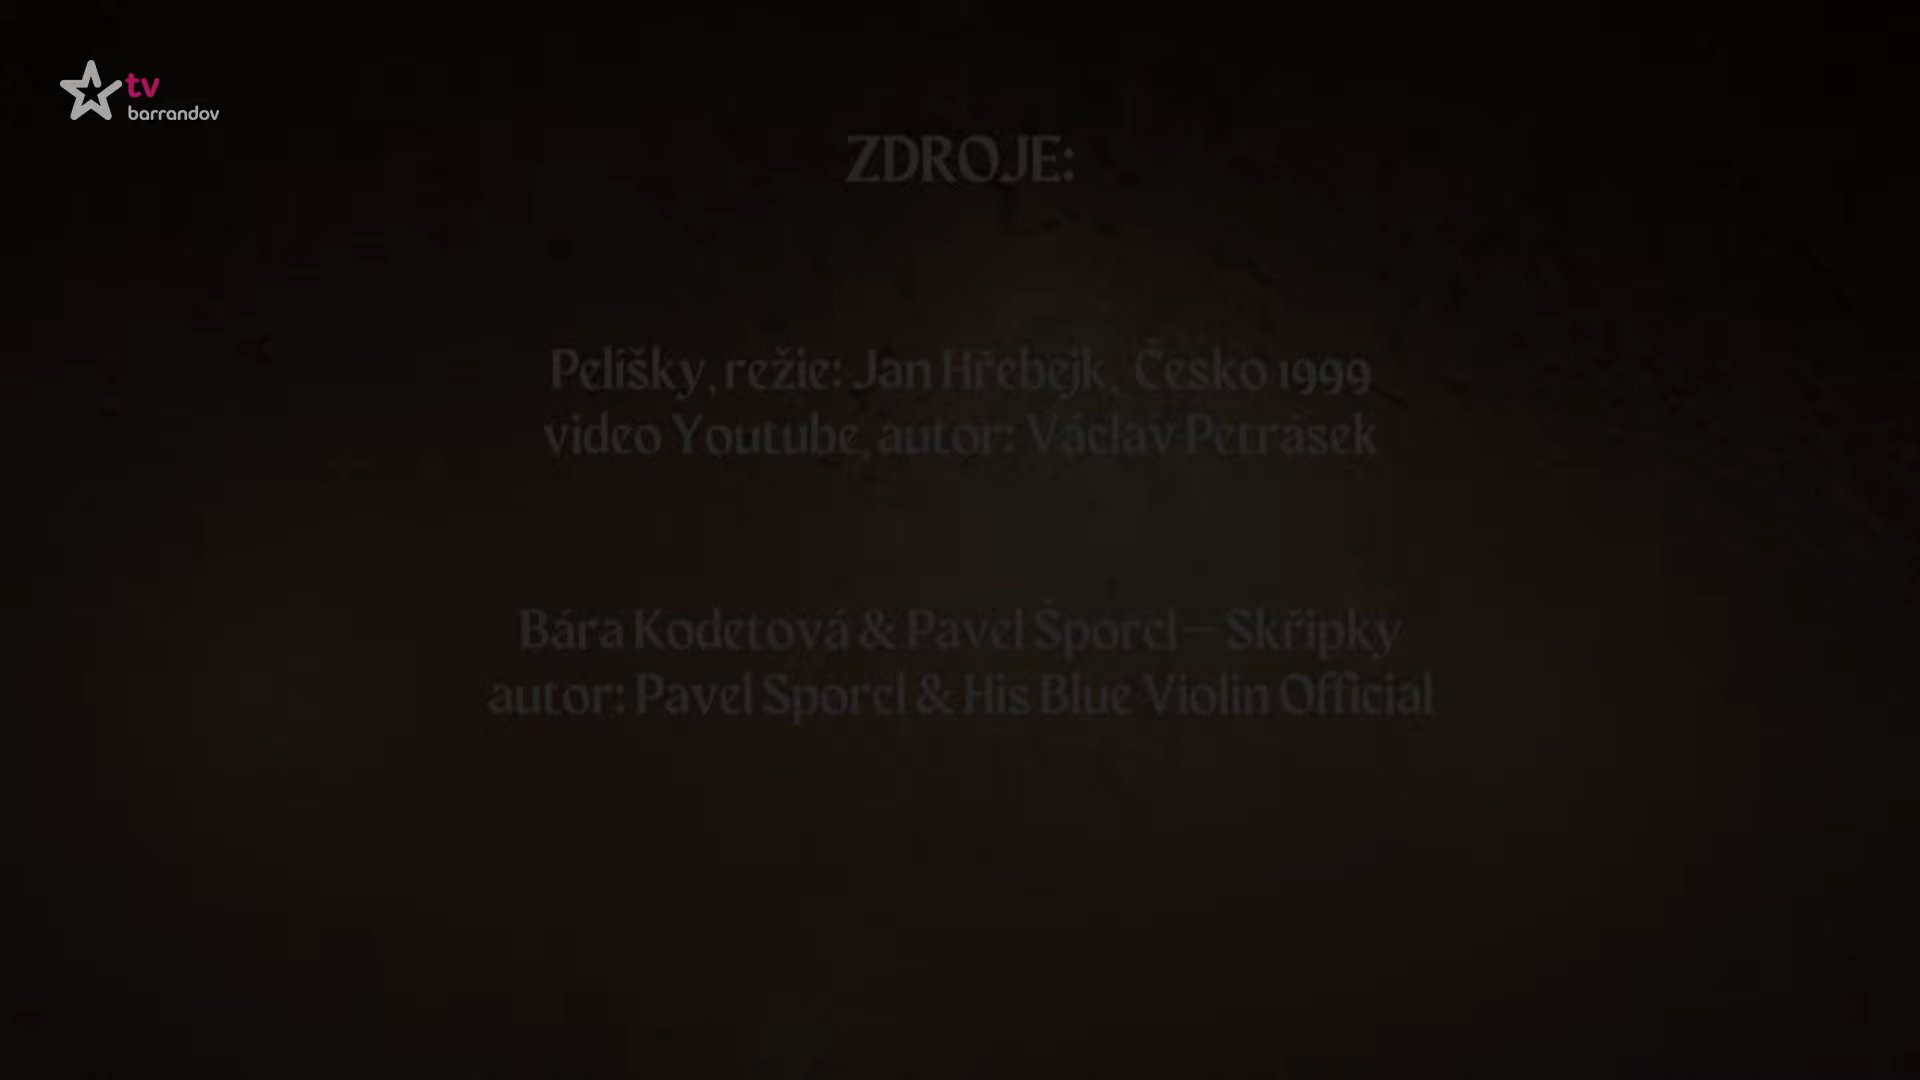 tv
barrandov
ZDROJE:
Pelíšky, režie: Jan Hřebejk, Česko 1999
video Youtube, autor: Václav Petrásek
Bára Kodetová & Pavel Šporcl – Skřipky
autor: Pavel Sporcl & His Blue Violin Official